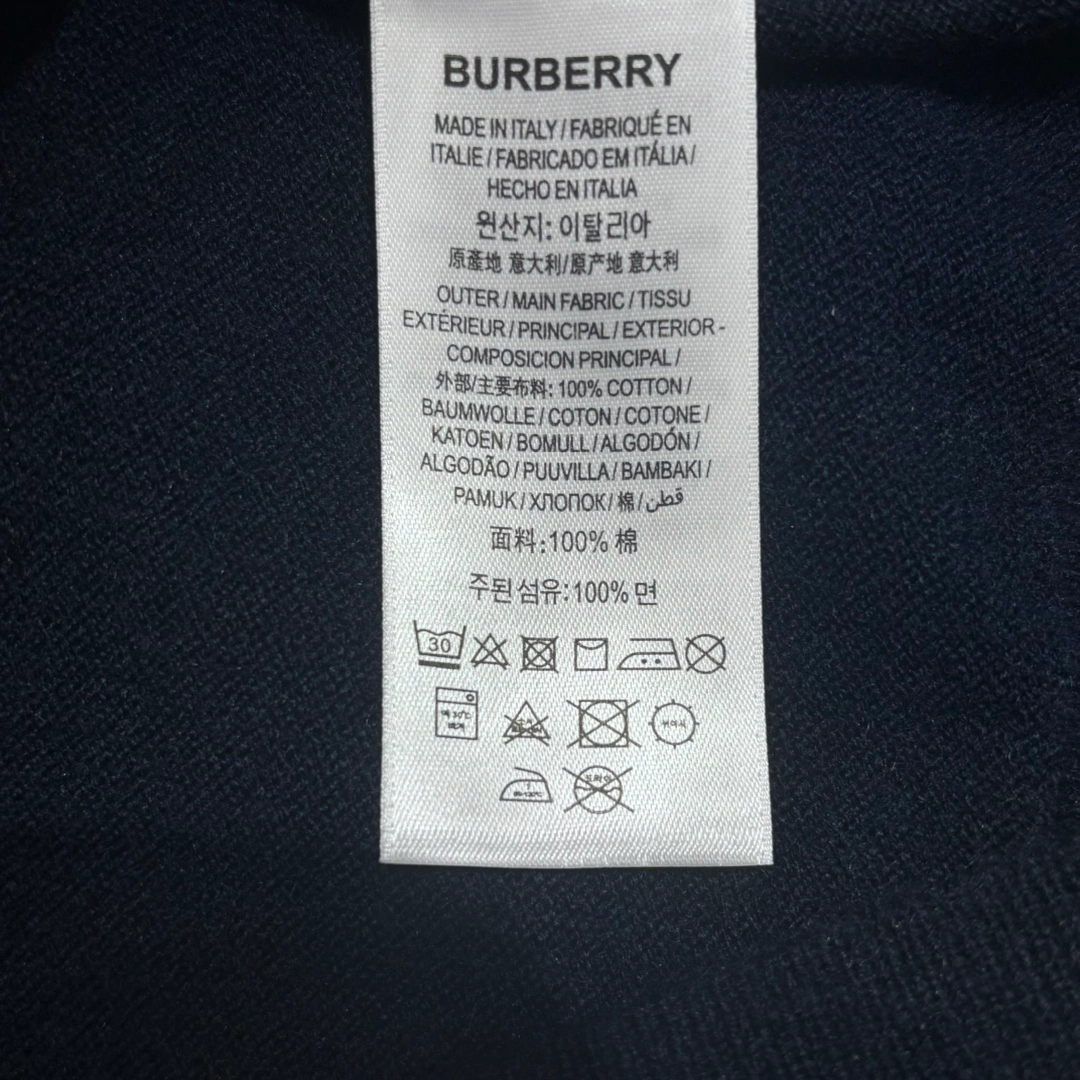 BURBERRY
MADE IN ITALY / FABRIQUÉ EN
ITALIE / FABRICADO EM ITÁLIA /
HECHO EN ITALIA
원산지: 이탈리아
原產地 意大利/原产地 意大利
OUTER / MAIN FABRIC / TISSU
EXTÉRIEUR / PRINCIPAL / EXTERIOR -
COMPOSICION PRINCIPAL /
外部/主要布料: 100% COTTON /
BAUMWOLLE / COTON / COTONE /
KATOEN / BOMULL / ALGODÓN /
ALGODÃO / PUUVILLA / BAMBAKI /
PAMUK / ХЛОПОК / 棉 / قطن
面料:100% 棉
주된 섬유:100% 면
30